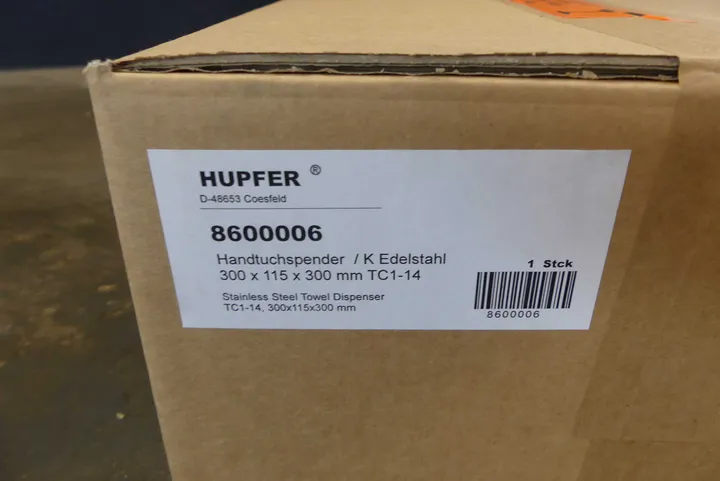 HUPFER ®
D-48653 Coesfeld
8600006
Handtuchspender / K Edelstahl
300 x 115 x 300 mm TC1-14
1 Stck
Stainless Steel Towel Dispenser
TC1-14, 300x115x300 mm
8600006